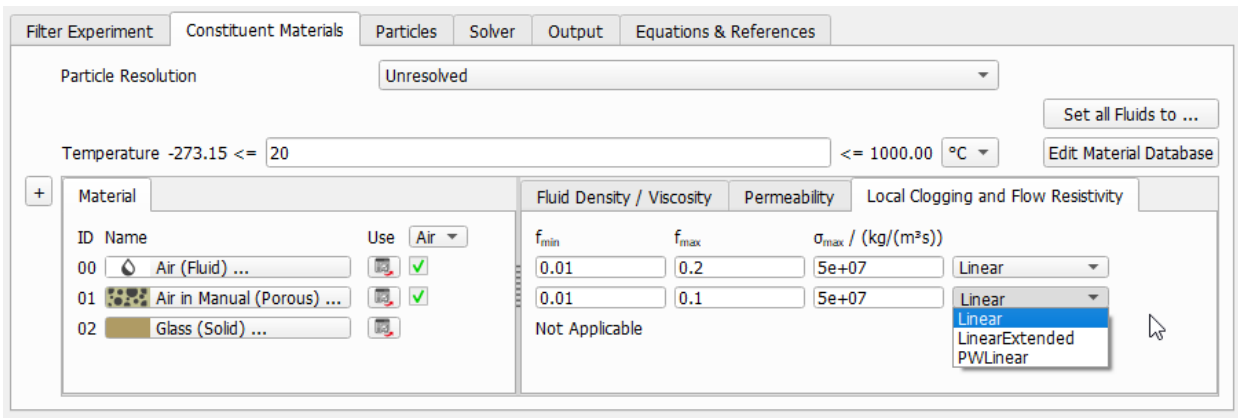 Filter Experiment Constituent Materials Particles Solver Output Equations & References
Particle Resolution Unresolved
Set all Fluids to ...
Temperature -273.15 <= 20 <= 1000.00 °C Edit Material Database
+ Material Fluid Density / Viscosity Permeability Local Clogging and Flow Resistivity
ID Name Use Air fmin fmax σmax / (kg/(m³s))
00 Air (Fluid) ... 0.01 0.2 5e+07 Linear
01 Air in Manual (Porous) ... 0.01 0.1 5e+07 Linear
02 Glass (Solid) ... Not Applicable
Linear
LinearExtended
PWLinear